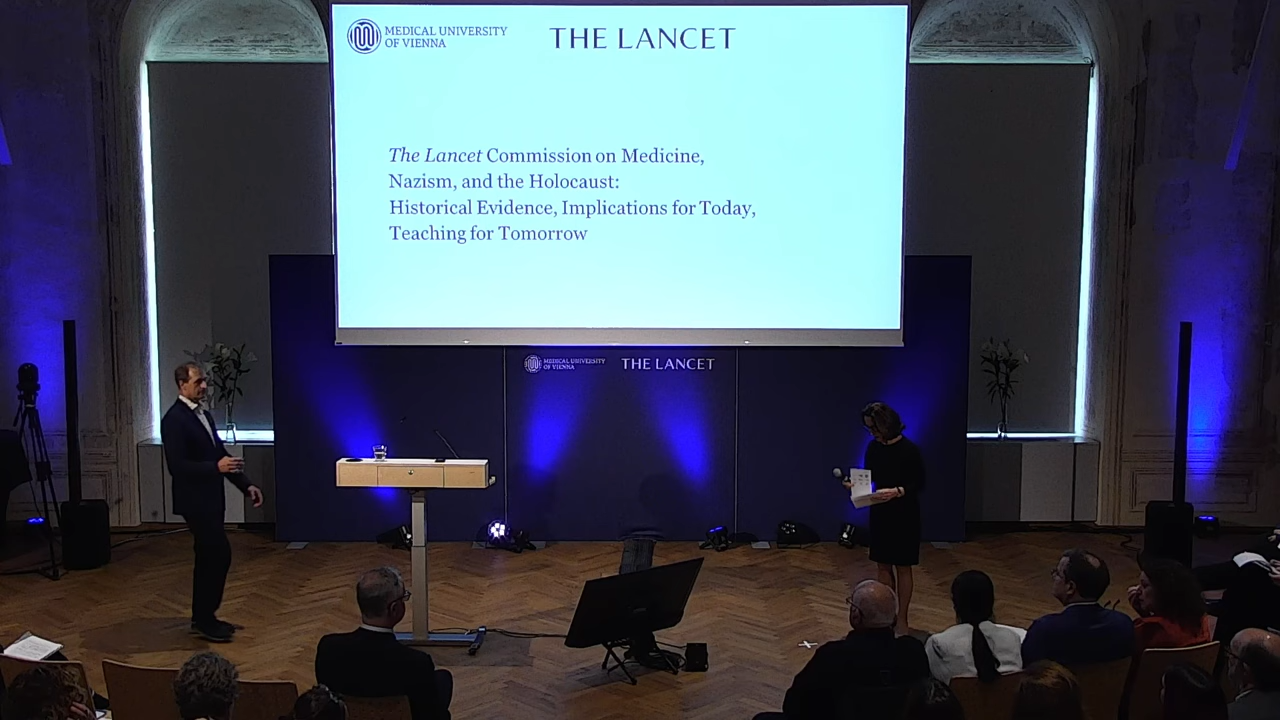 MEDICAL UNIVERSITY
OF VIENNA
THE LANCET
The Lancet Commission on Medicine,
Nazism, and the Holocaust:
Historical Evidence, Implications for Today,
Teaching for Tomorrow
MEDICAL UNIVERSITY
OF VIENNA
THE LANCET